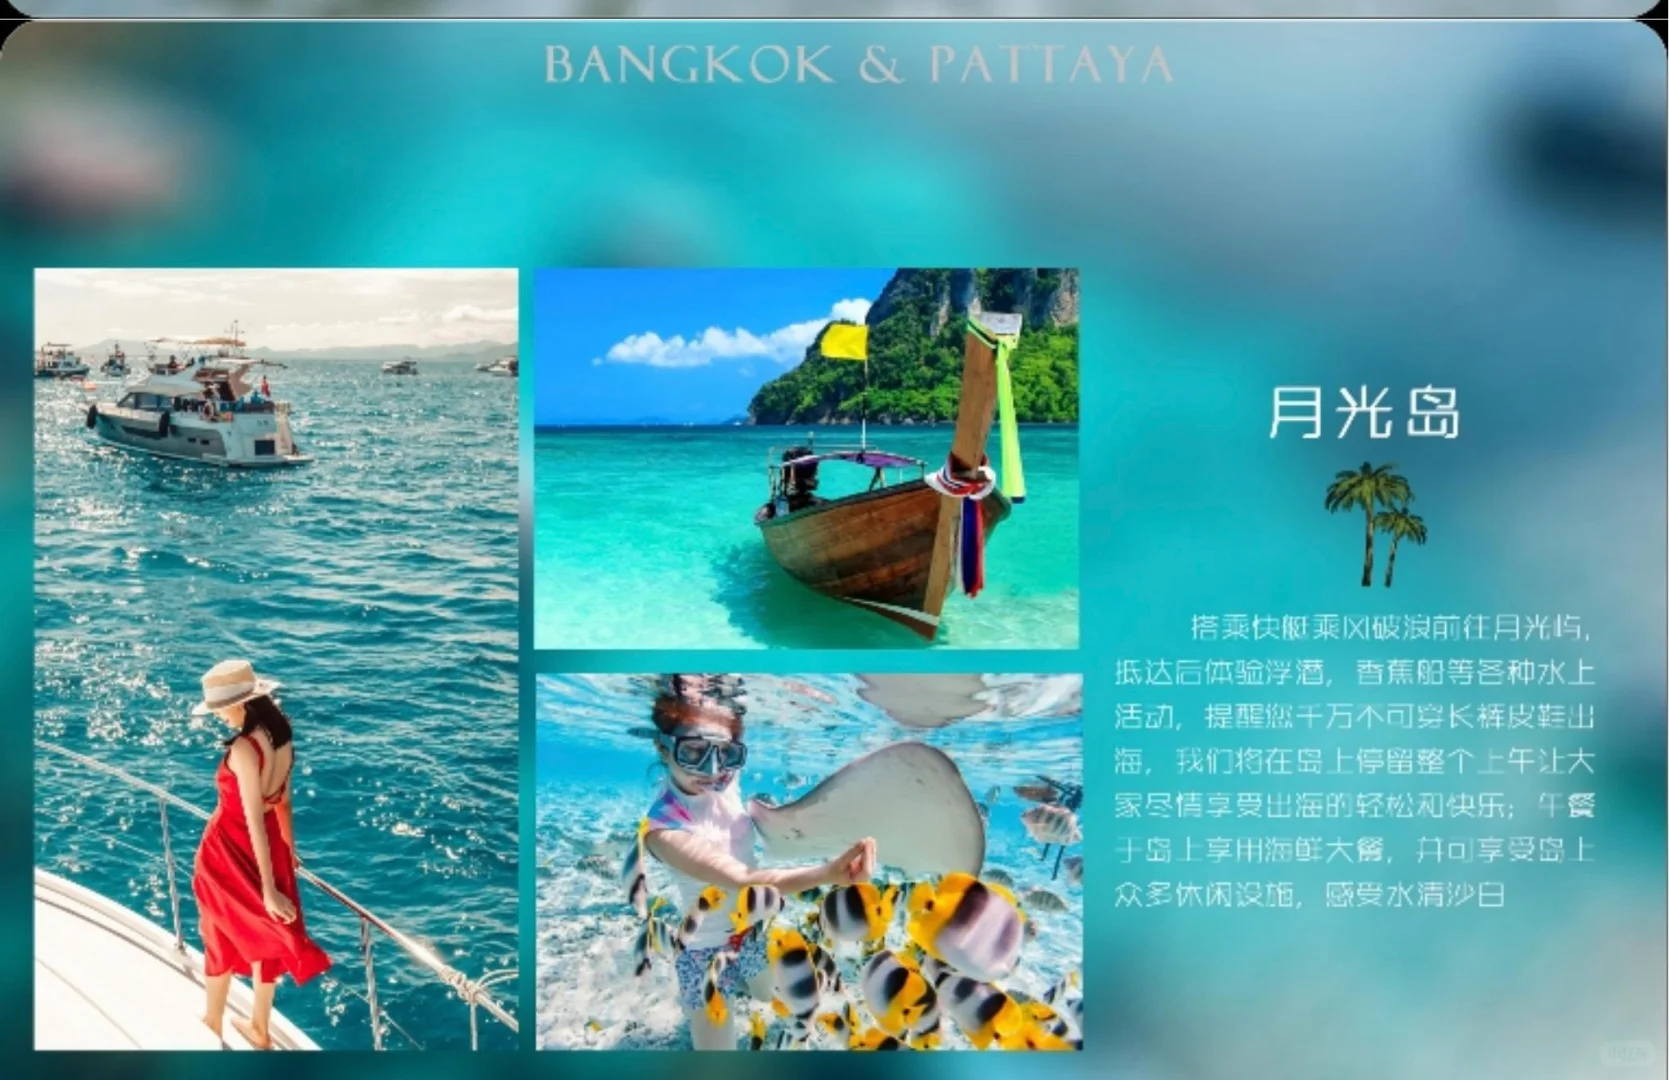 BANGKOK & PATTAYA
月光岛
搭乘快艇乘风破浪前往月光屿，
抵达后体验浮潜，香蕉船等各种水上
活动，提醒您千万不可穿长裤皮鞋出
海，我们将在岛上停留整个上午让大
家尽情享受出海的轻松和快乐；午餐
于岛上享用海鲜大餐，并可享受岛上
众多休闲设施，感受水清沙白